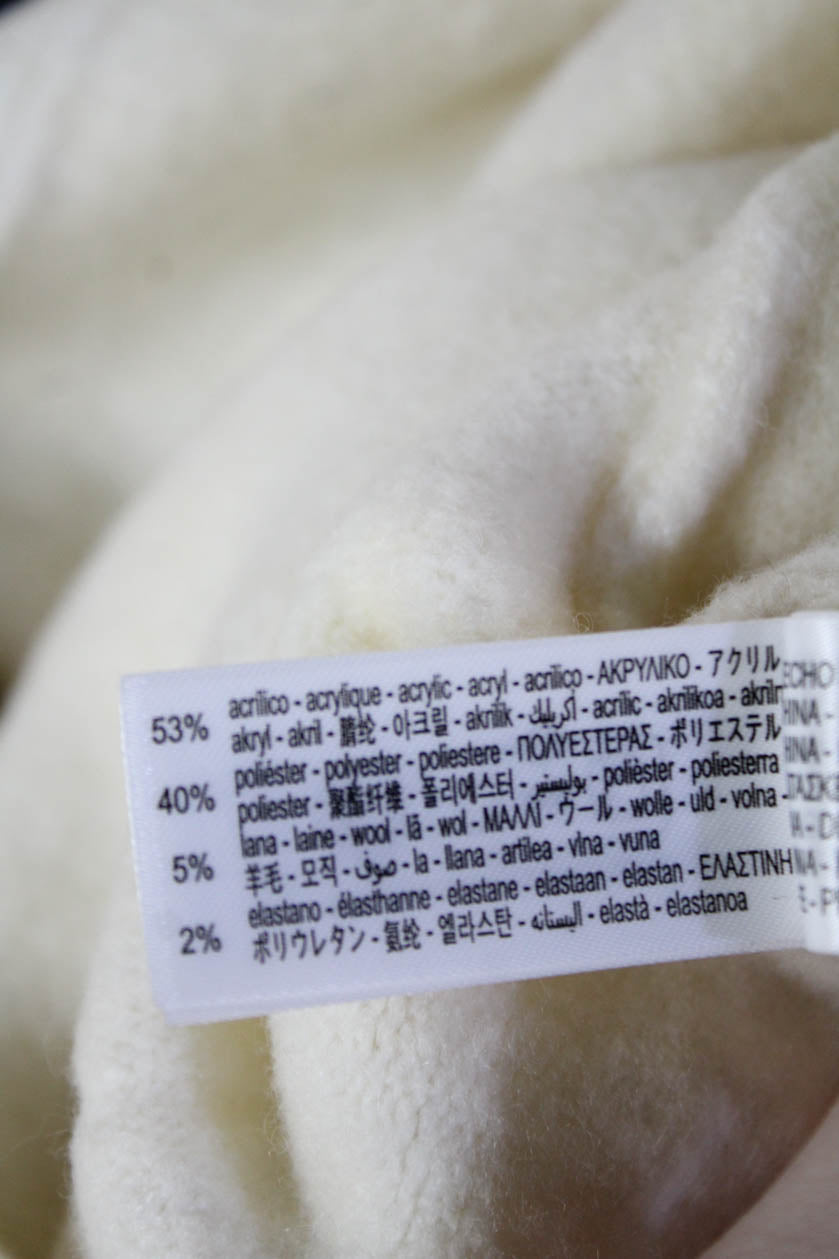 53% acrílico - acrylique - acrylic - acryl - acrilico - ΑΚΡΥΛΙΚΟ - アクリル
akryl - akril - 腈纶 - 아크릴 - akrilik - أكريليك - acrílic - akrilikoa
40% poliéster - polyester - poliestere - ΠΟΛΥΕΣΤΕΡΑΣ - ポリエステル
poliester - 聚酯纤维 - 폴리에스터 - بوليستير - polièster - poliesterra
5% lana - laine - wool - lã - wol - ΜΑΛΛΙ - ウール - wolle - uld - volna -
羊毛 - 모직 - صوف - la - llana - artilea - vlna - vuna
2% elastano - élasthanne - elastane - elastaan - elastan - ΕΛΑΣΤΙΝΗ
ポリウレタン - 氨纶 - 엘라스탄 - اليستانه - elastà - elastanoa